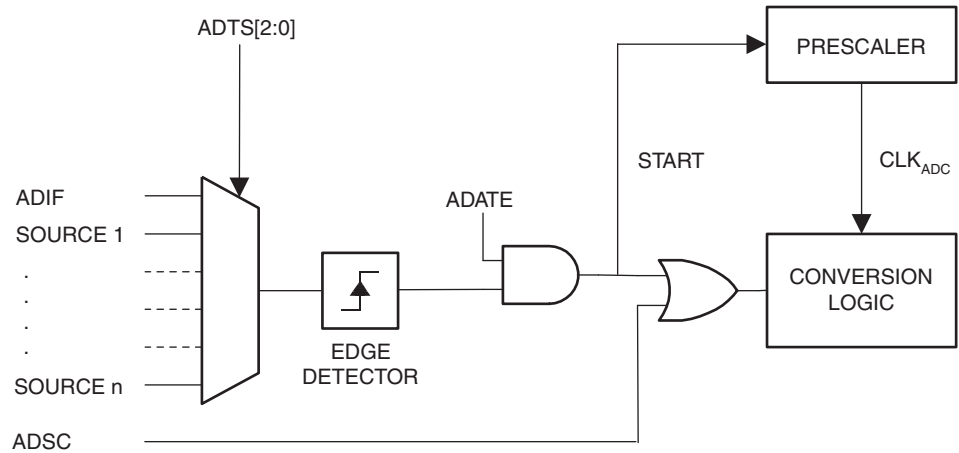 ADTS[2:0]
PRESCALER
START
CLKADC
ADIF
ADATE
SOURCE 1
.
.
.
.
CONVERSION
LOGIC
EDGE
DETECTOR
SOURCE n
ADSC